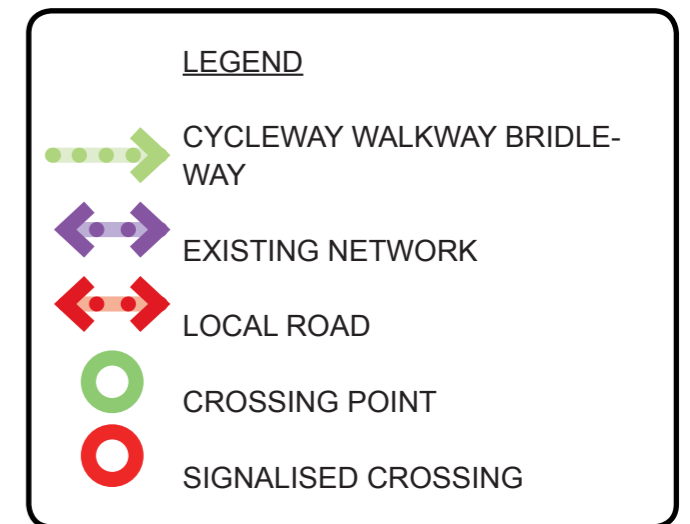 LEGEND
CYCLEWAY WALKWAY BRIDLE-
WAY
EXISTING NETWORK
LOCAL ROAD
CROSSING POINT
SIGNALISED CROSSING